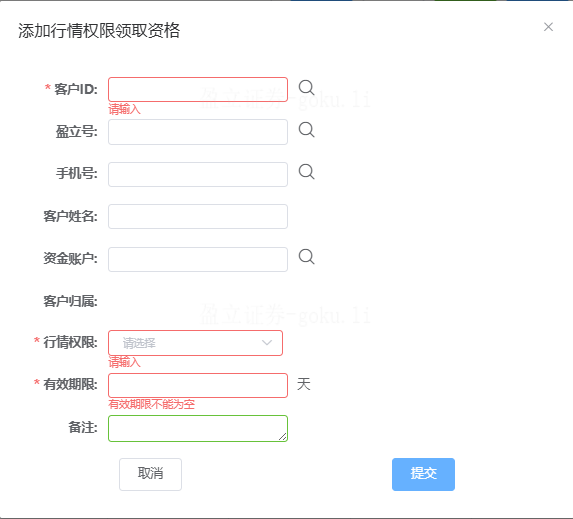 添加行情权限领取资格
* 客户ID:
盈立证券-goku.li
请输入
盈立号:
手机号:
客户姓名:
资金账户:
客户归属:
盈立证券-goku.li
* 行情权限: 请选择
请输入
* 有效期限: 天
有效期限不能为空
备注:
取消 提交